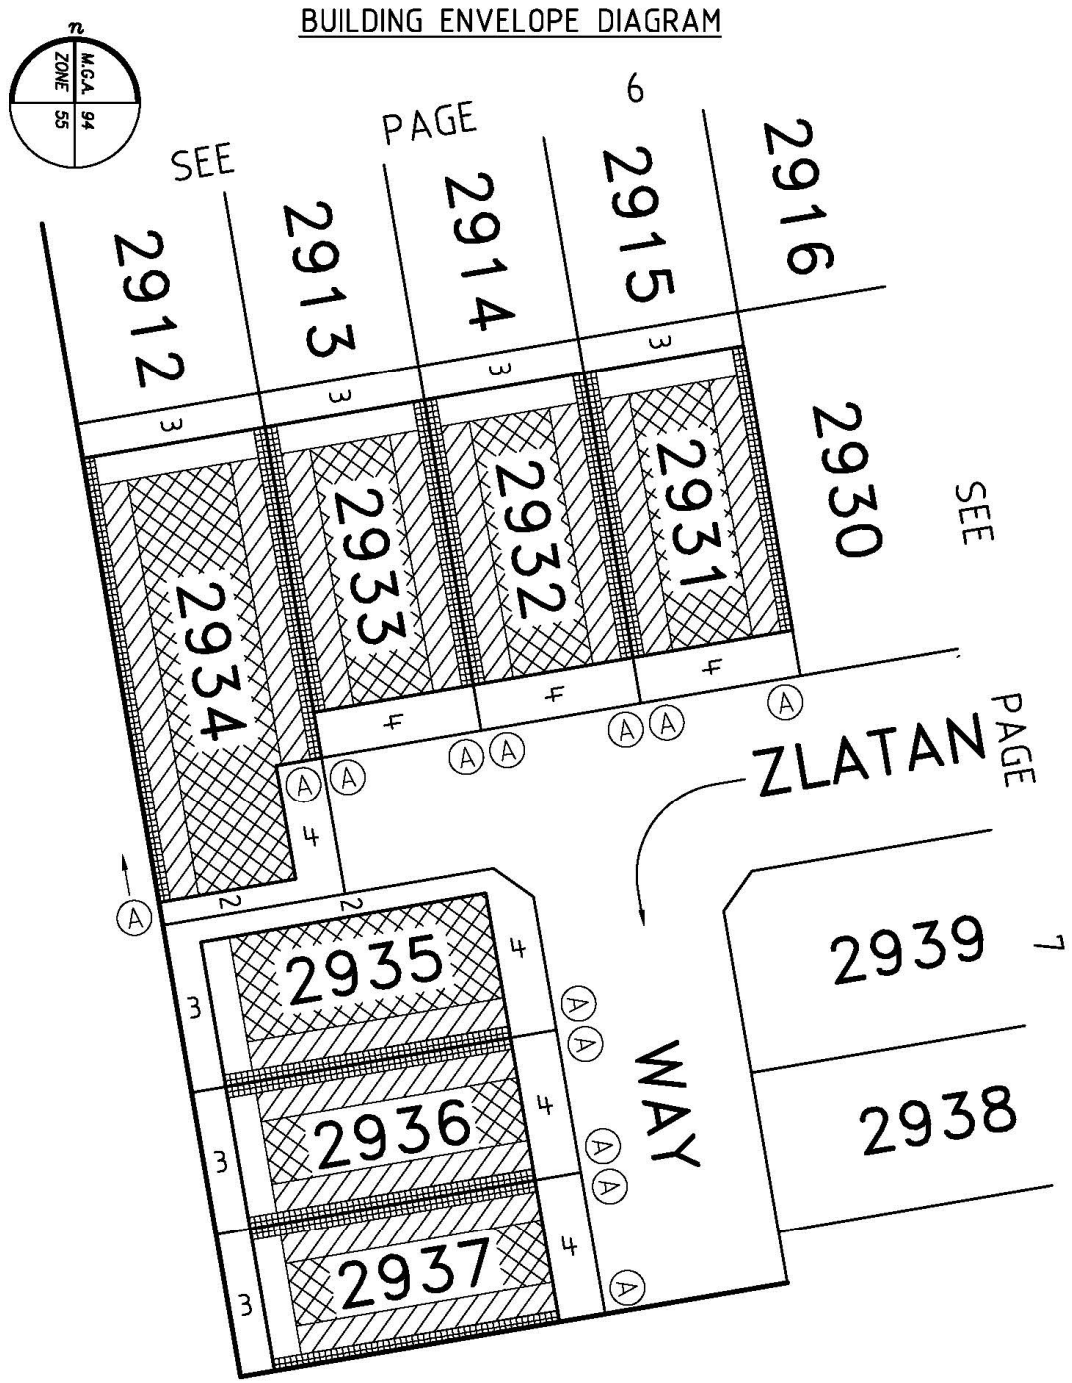 BUILDING ENVELOPE DIAGRAM
n
M.G.A. 94
ZONE 55
SEE PAGE 6
2912
2913
2914
2915
2916
3
3
3
3
2934
2933
2932
2931
2930
SEE PAGE 7
4
4
4
A
A
A
A
A
A
A
4
A
2
2
ZLATAN WAY
2935
3
4
A
A
2936
3
4
A
A
2937
3
4
A
2939
2938